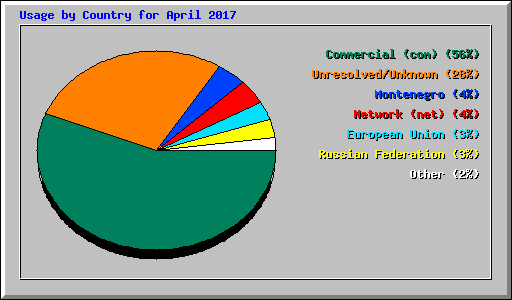 Usage by Country for April 2017
Commercial (com) (56%)
Unresolved/Unknown (28%)
Montenegro (4%)
Network (net) (4%)
European Union (3%)
Russian Federation (3%)
Other (2%)